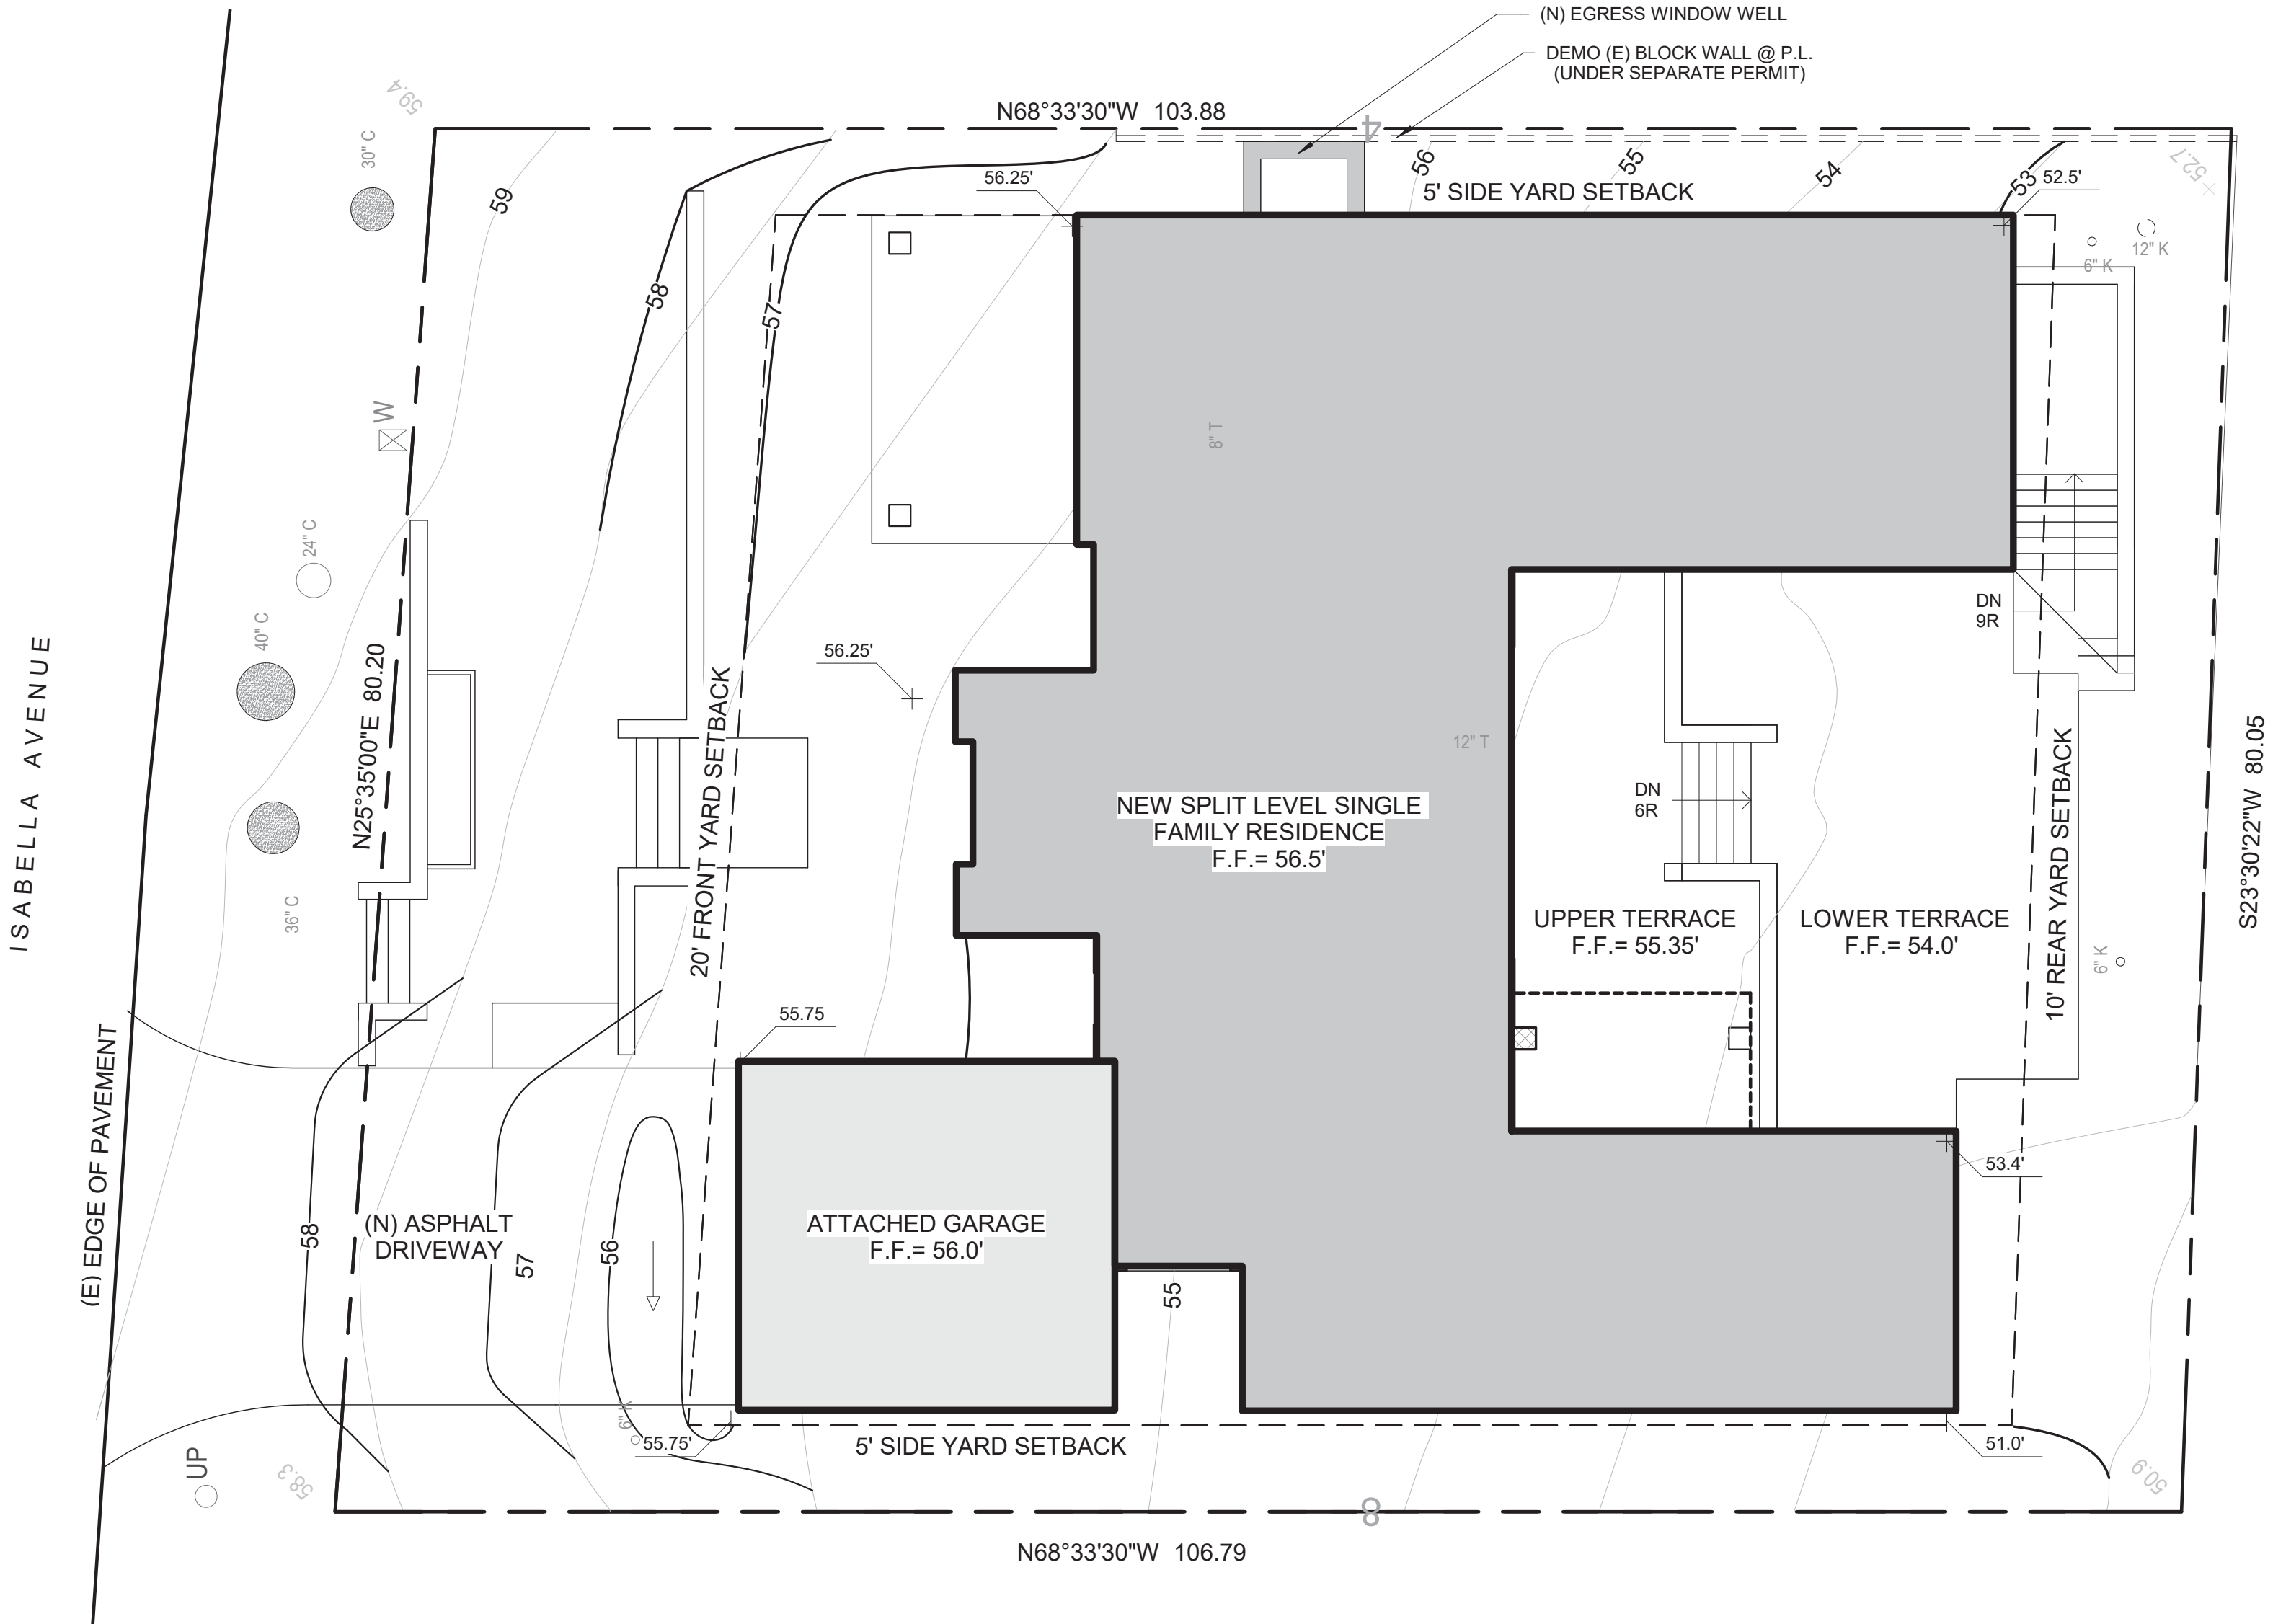 (N) EGRESS WINDOW WELL
DEMO (E) BLOCK WALL @ P.L.
(UNDER SEPARATE PERMIT)
59.4
N68°33'30"W 103.88
4
30" C
59
56.25'
56
55
54
53
52.5'
52.7
5' SIDE YARD SETBACK
12" K
6" K
58
57
W
8" T
24" C
40" C
DN
9R
ISABELLA AVENUE
N25°35'00"E 80.20
56.25'
20' FRONT YARD SETBACK
12" T
DN
6R
NEW SPLIT LEVEL SINGLE
FAMILY RESIDENCE
F.F.= 56.5'
10' REAR YARD SETBACK
S23°30'22"W 80.05
36" C
UPPER TERRACE
F.F.= 55.35'
LOWER TERRACE
F.F.= 54.0'
6" K
55.75
(E) EDGE OF PAVEMENT
53.4'
58
(N) ASPHALT
DRIVEWAY
57
56
ATTACHED GARAGE
F.F.= 56.0'
55
6" K
55.75'
5' SIDE YARD SETBACK
51.0'
UP
58.3
50.9
8
N68°33'30"W 106.79